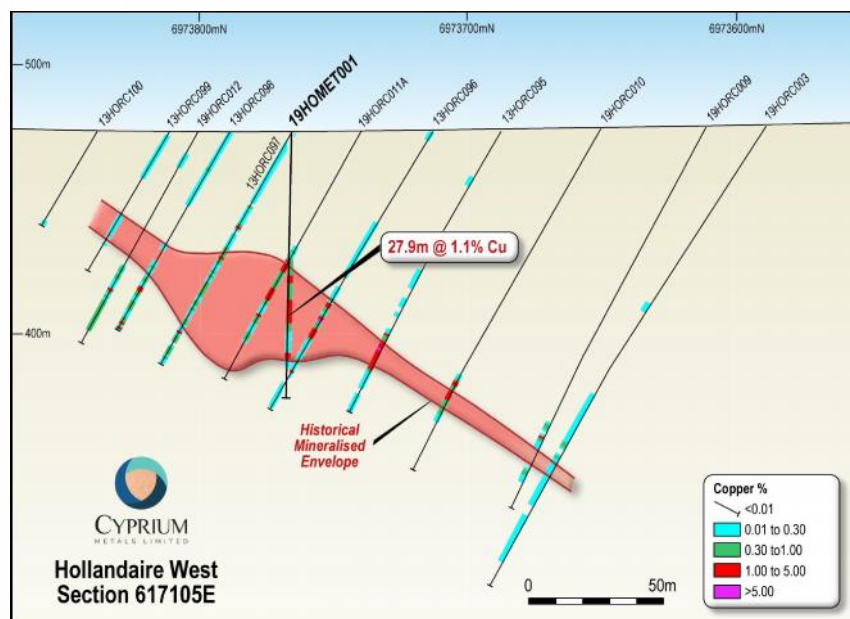 6973800mN
6973700mN
6973600mN
500m
13HORC100
13HORC099
19HORC012
13HORC098
13HORC097
19HOMET001
19HORC011A
13HORC096
13HORC095
19HORC010
19HORC009
19HORC003
27.9m @ 1.1% Cu
400m
Historical
Mineralised
Envelope
CYPRIUM
METALS LIMITED
Hollandaire West
Section 617105E
0
50m
Copper %
<0.01
0.01 to 0.30
0.30 to1.00
1.00 to 5.00
>5.00